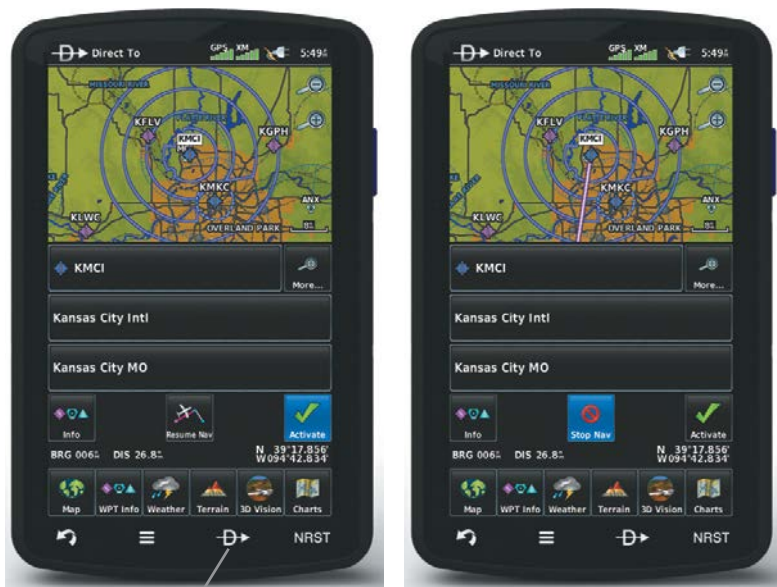 Direct To GPS XM 5:49
MISSOURI RIVER
PLATTE RIVER
KFLV
KGPH
KMCI
KMKC
ANX
KLWC
OVERLAND PARK
KMCI
More...
Kansas City Intl
Kansas City MO
Info
Resume Nav
Activate
BRG 006° DIS 26.8 N 39°17.856'
W094°42.834'
Map
WPT Info
Weather
Terrain
3D Vision
Charts
NRST
Direct To GPS XM 5:49
MISSOURI RIVER
KFLV
KGPH
KMCI
KMKC
ANX
KLWC
OVERLAND PARK
KMCI
More...
Kansas City Intl
Kansas City MO
Info
Stop Nav
Activate
BRG 006° DIS 26.8 N 39°17.856'
W094°42.834'
Map
WPT Info
Weather
Terrain
3D Vision
Charts
NRST